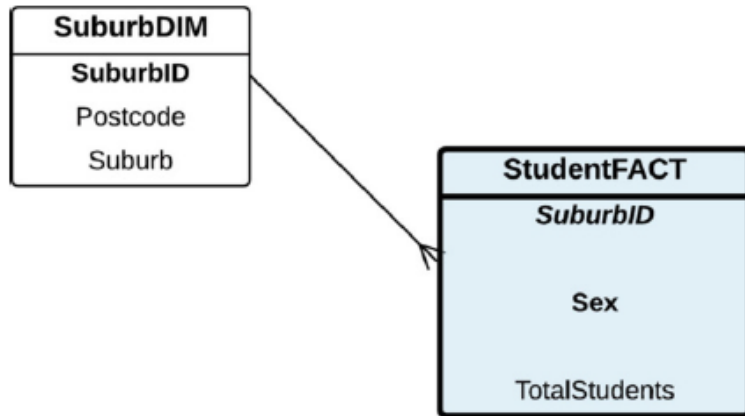 SuburbDIM
SuburbID
Postcode
Suburb
StudentFACT
SuburbID
Sex
TotalStudents